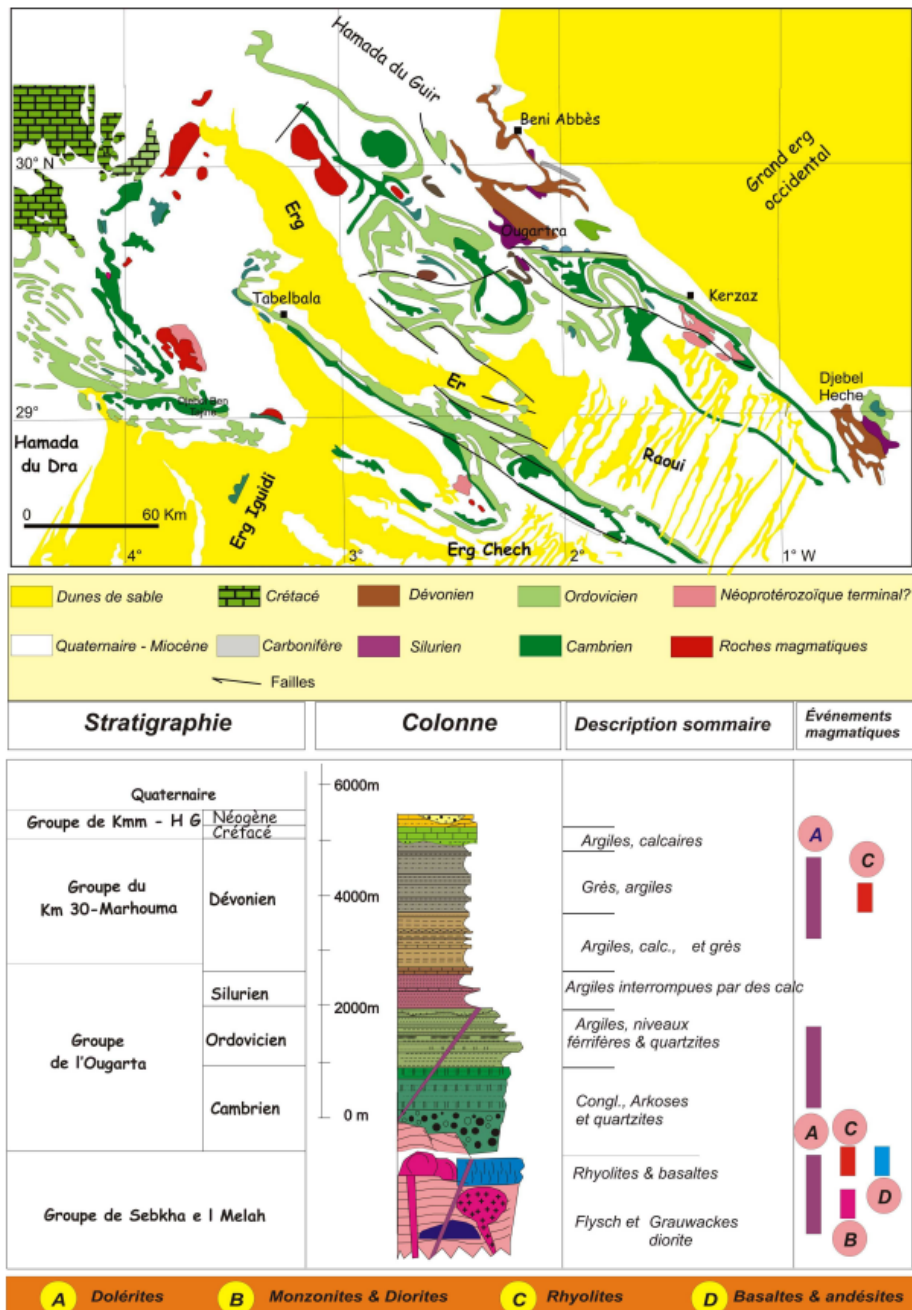 Hamada du Guir
Beni Abbès
30° N
Grand erg
occidental
Erg
Ougartra
Tabelbala
Kerzaz
Er
Djebel
Heche
29°
Hamada
du Dra
Raoui
0 60 Km
Erg Iguidi
Erg Chech
4° 3° 2° 1° W
Dunes de sable Crétacé Dévonien Ordovicien Néoprotérozoïque terminal?
Quaternaire - Miocène Carbonifère Silurien Cambrien Roches magmatiques
Failles
Stratigraphie Colonne Description sommaire Événements
magmatiques
6000m
Quaternaire
Groupe de Kmm - H G Néogène
Crétacé
Argiles, calcaires
A
C
Groupe du
Km 30-Marhouma
Dévonien
4000m
Grès, argiles
Argiles, calc., et grès
Silurien
Argiles interrompues par des calc
2000m
Groupe
de l'Ougarta
Ordovicien
Argiles, niveaux
férrifères & quartzites
Cambrien
0 m
Congl., Arkoses
et quartzites
A C
Groupe de Sebkha e l Melah
Rhyolites & basaltes
D
Flysch et Grauwackes
diorite
B
A Dolérites B Monzonites & Diorites C Rhyolites D Basaltes & andésites